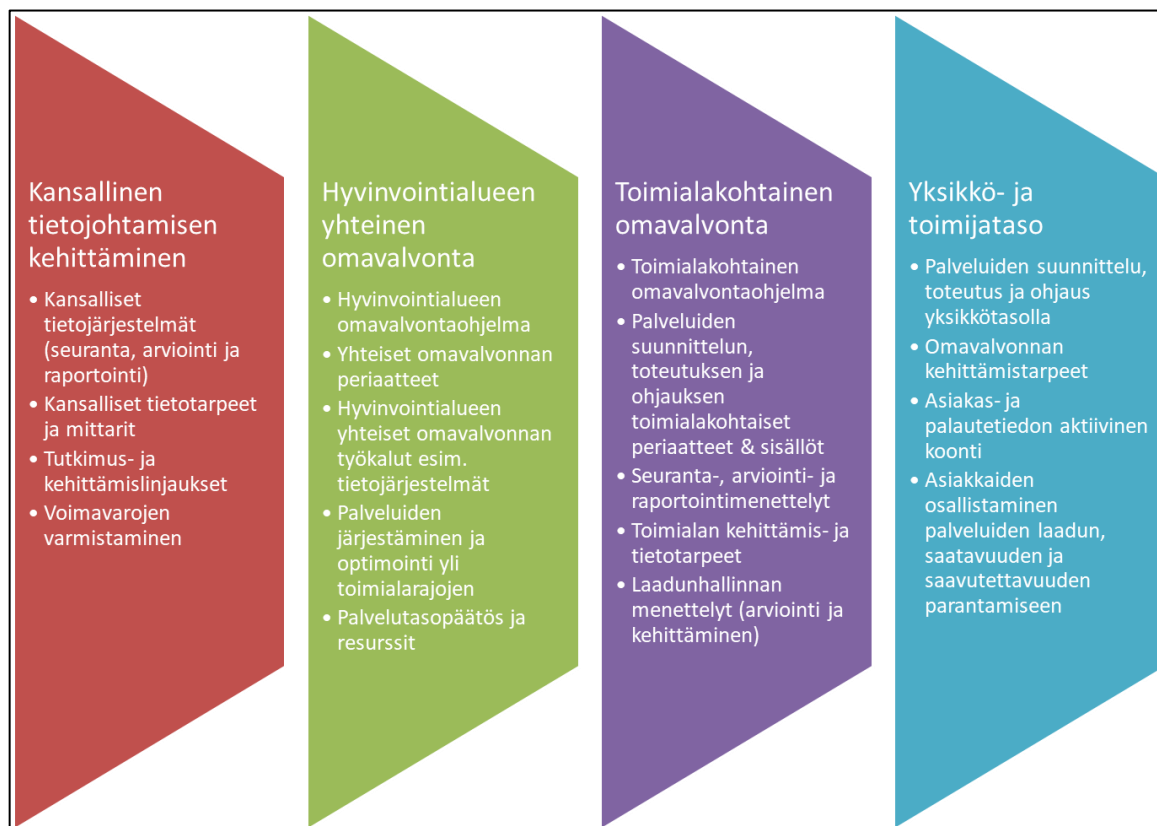 Kansallinen
tietojohtamisen
kehittäminen
• Kansalliset
tietojärjestelmät
(seuranta, arviointi ja
raportointi)
• Kansalliset tietotarpeet
ja mittarit
• Tutkimus- ja
kehittämislinjaukset
• Voimavarojen
varmistaminen
Hyvinvointialueen
yhteinen
omavalvonta
• Hyvinvointialueen
omavalvontaohjelma
• Yhteiset omavalvonnan
periaatteet
• Hyvinvointialueen
yhteiset omavalvonnan
työkalut esim.
tietojärjestelmät
• Palveluiden
järjestäminen ja
optimointi yli
toimialarajojen
• Palvelutasopäätös ja
resurssit
Toimialakohtainen
omavalvonta
• Toimialakohtainen
omavalvontaohjelma
• Palveluiden
suunnittelun,
toteutuksen ja
ohjauksen
toimialakohtaiset
periaatteet & sisällöt
• Seuranta-, arviointi- ja
raportointimenettelyt
• Toimialan kehittämis- ja
tietotarpeet
• Laadunhallinnan
menettelyt (arviointi ja
kehittäminen)
Yksikkö- ja
toimijataso
• Palveluiden suunnittelu,
toteutus ja ohjaus
yksikkötasolla
• Omavalvonnan
kehittämistarpeet
• Asiakas- ja
palautetiedon aktiivinen
koonti
• Asiakkaiden
osallistaminen
palveluiden laadun,
saatavuuden ja
saavutettavuuden
parantamiseen